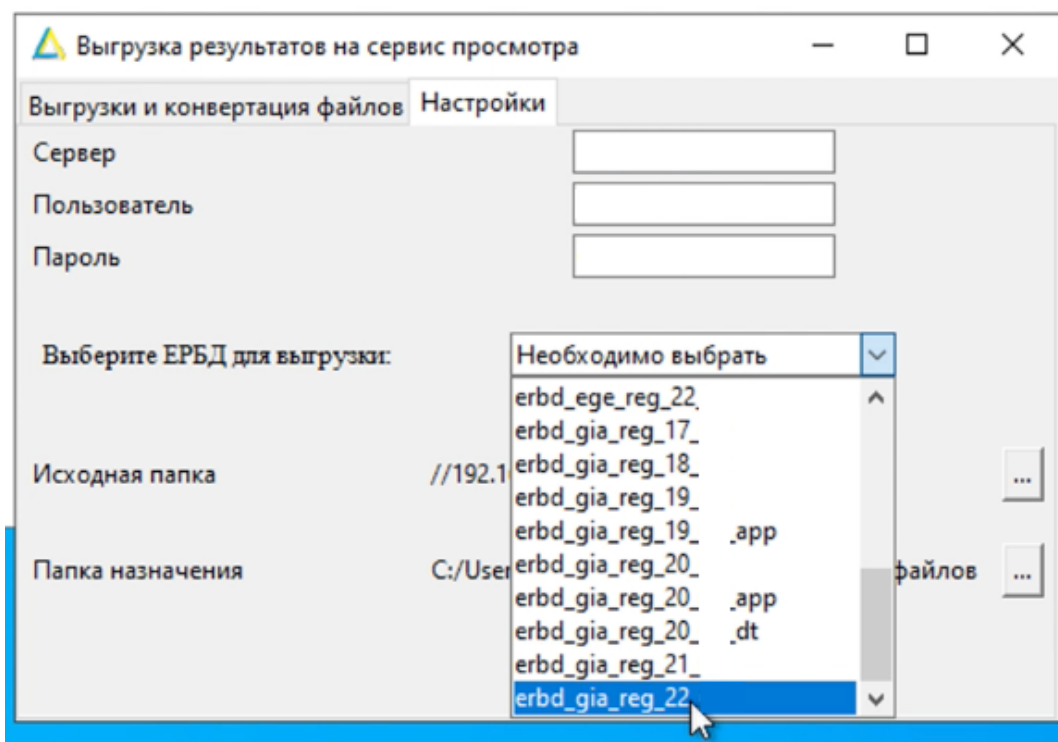 Выгрузка результатов на сервис просмотра
Выгрузки и конвертация файлов Настройки
Сервер
Пользователь
Пароль
Выберите ЕРБД для выгрузки: Необходимо выбрать
erbd_ege_reg_22_
erbd_gia_reg_17_
erbd_gia_reg_18_
Исходная папка //192.1
...
erbd_gia_reg_19_
erbd_gia_reg_19_ _app
erbd_gia_reg_20_
Папка назначения C:/User файлов ...
erbd_gia_reg_20_ _app
erbd_gia_reg_20_ _dt
erbd_gia_reg_21_
erbd_gia_reg_22_